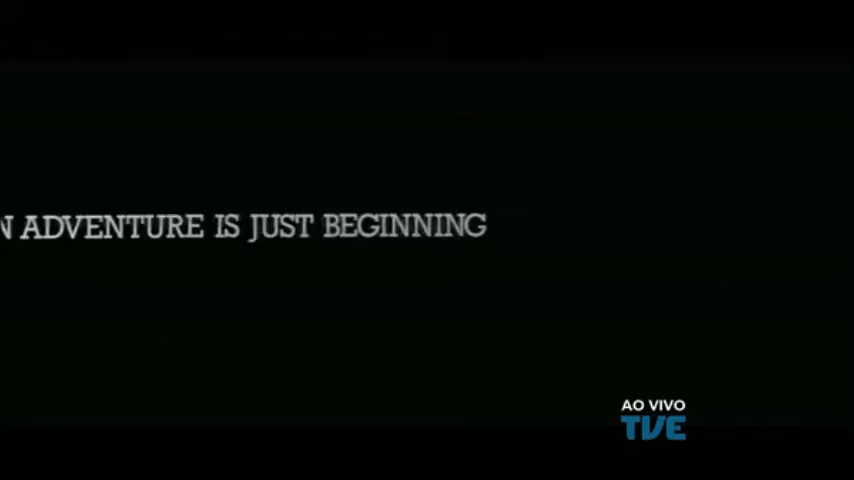 N ADVENTURE IS JUST BEGINNING
AO VIVO
TVE